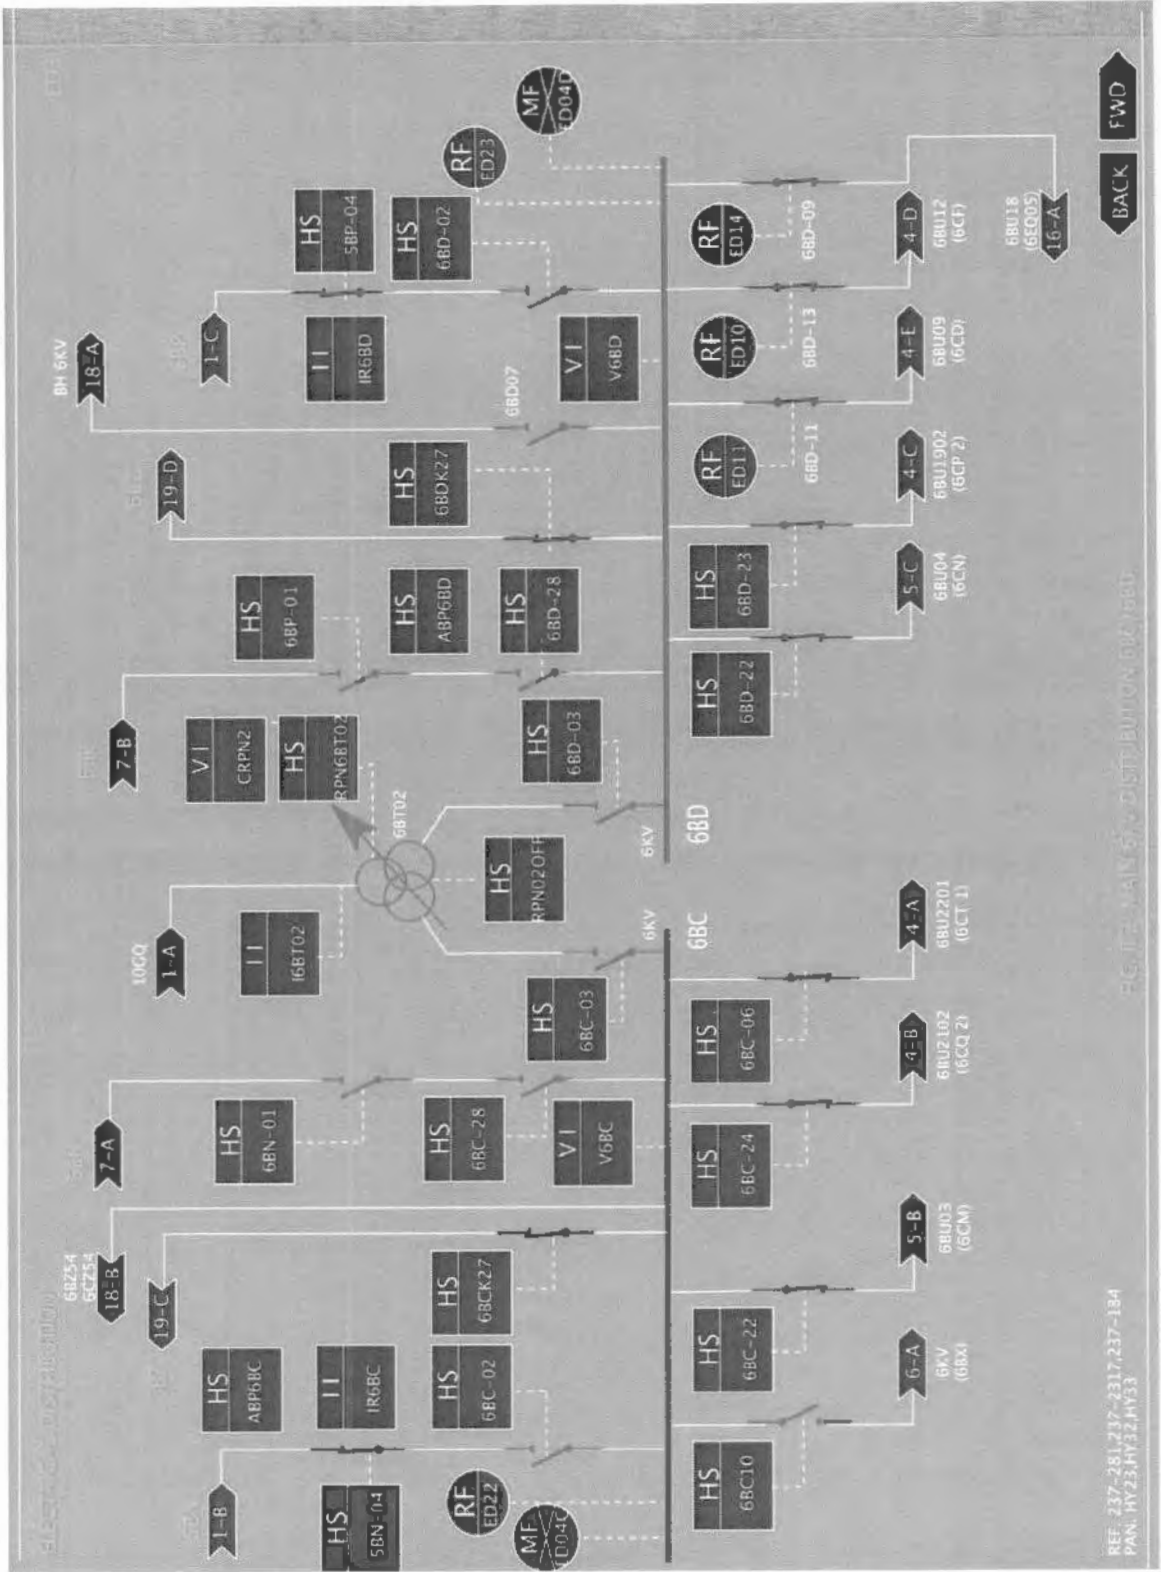 1-B
HS
ABP6BC
19-C
6BZ54
6CZ54
18-B
7-A
10GQ
1-A
7-B
19-D
BH 6KV
18-A
1-C
HS
5BN-04
II
IR6BC
HS
6BN-01
II
I6BT02
VI
CRPN2
HS
RPN6BT02
HS
6BP-01
II
IR6BD
HS
5BP-04
RF
ED22
MF
HS
6BC-02
HS
6BCK27
HS
6BC-28
6BT02
HS
ABP6BD
HS
6BDK27
HS
6BD-02
RF
ED23
MF
ED04D
VI
V6BC
HS
6BC-03
HS
RPN02OFF
HS
6BD-03
HS
6BD-28
6BD07
VI
V6BD
6KV
6KV
6BC
6BD
HS
6BC10
HS
6BC-22
HS
6BC-24
HS
6BC-06
HS
6BD-22
HS
6BD-23
RF
ED11
RF
ED10
RF
ED14
6BD-11
6BD-13
6BD-09
6-A
6KV
(6BX)
5-B
6BU03
(6CM)
4-B
6BU2102
(6CQ 2)
4-A
6BU2201
(6CT 1)
5-C
6BU04
(6CN)
4-C
6BU1902
(6CP 2)
4-E
6BU09
(6CD)
4-D
6BU12
(6CF)
6BU18
(6EQ05)
16-A
REF. 237-281,237-2317,237-184
PAN. HY23,HY32,HY33
BACK
FWD